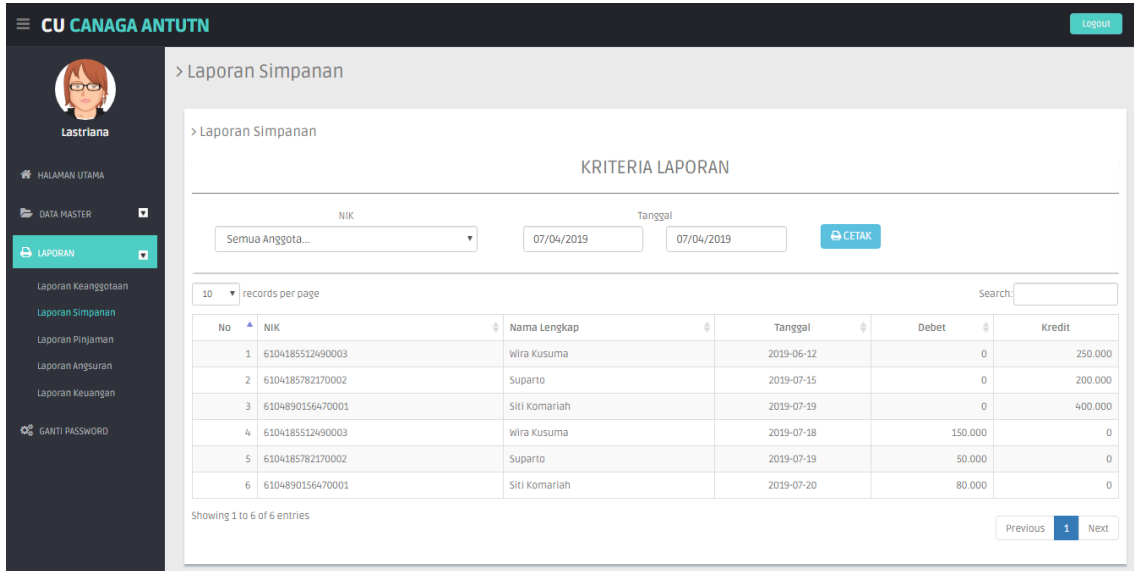 CU CANAGA ANTUTN
Logout
> Laporan Simpanan
Lastriana
HALAMAN UTAMA
DATA MASTER
LAPORAN
Laporan Keanggotaan
Laporan Simpanan
Laporan Pinjaman
Laporan Angsuran
Laporan Keuangan
GANTI PASSWORD
> Laporan Simpanan
KRITERIA LAPORAN
NIK Tanggal
Semua Anggota... 07/04/2019 07/04/2019 CETAK
10 records per page Search:
No NIK Nama Lengkap Tanggal Debet Kredit
1 6104185512490003 Wira Kusuma 2019-06-12 0 250.000
2 6104185782170002 Suparto 2019-07-15 0 200.000
3 6104890156470001 Siti Komariah 2019-07-19 0 400.000
4 6104185512490003 Wira Kusuma 2019-07-18 150.000 0
5 6104185782170002 Suparto 2019-07-19 50.000 0
6 6104890156470001 Siti Komariah 2019-07-20 80.000 0
Showing 1 to 6 of 6 entries
Previous 1 Next